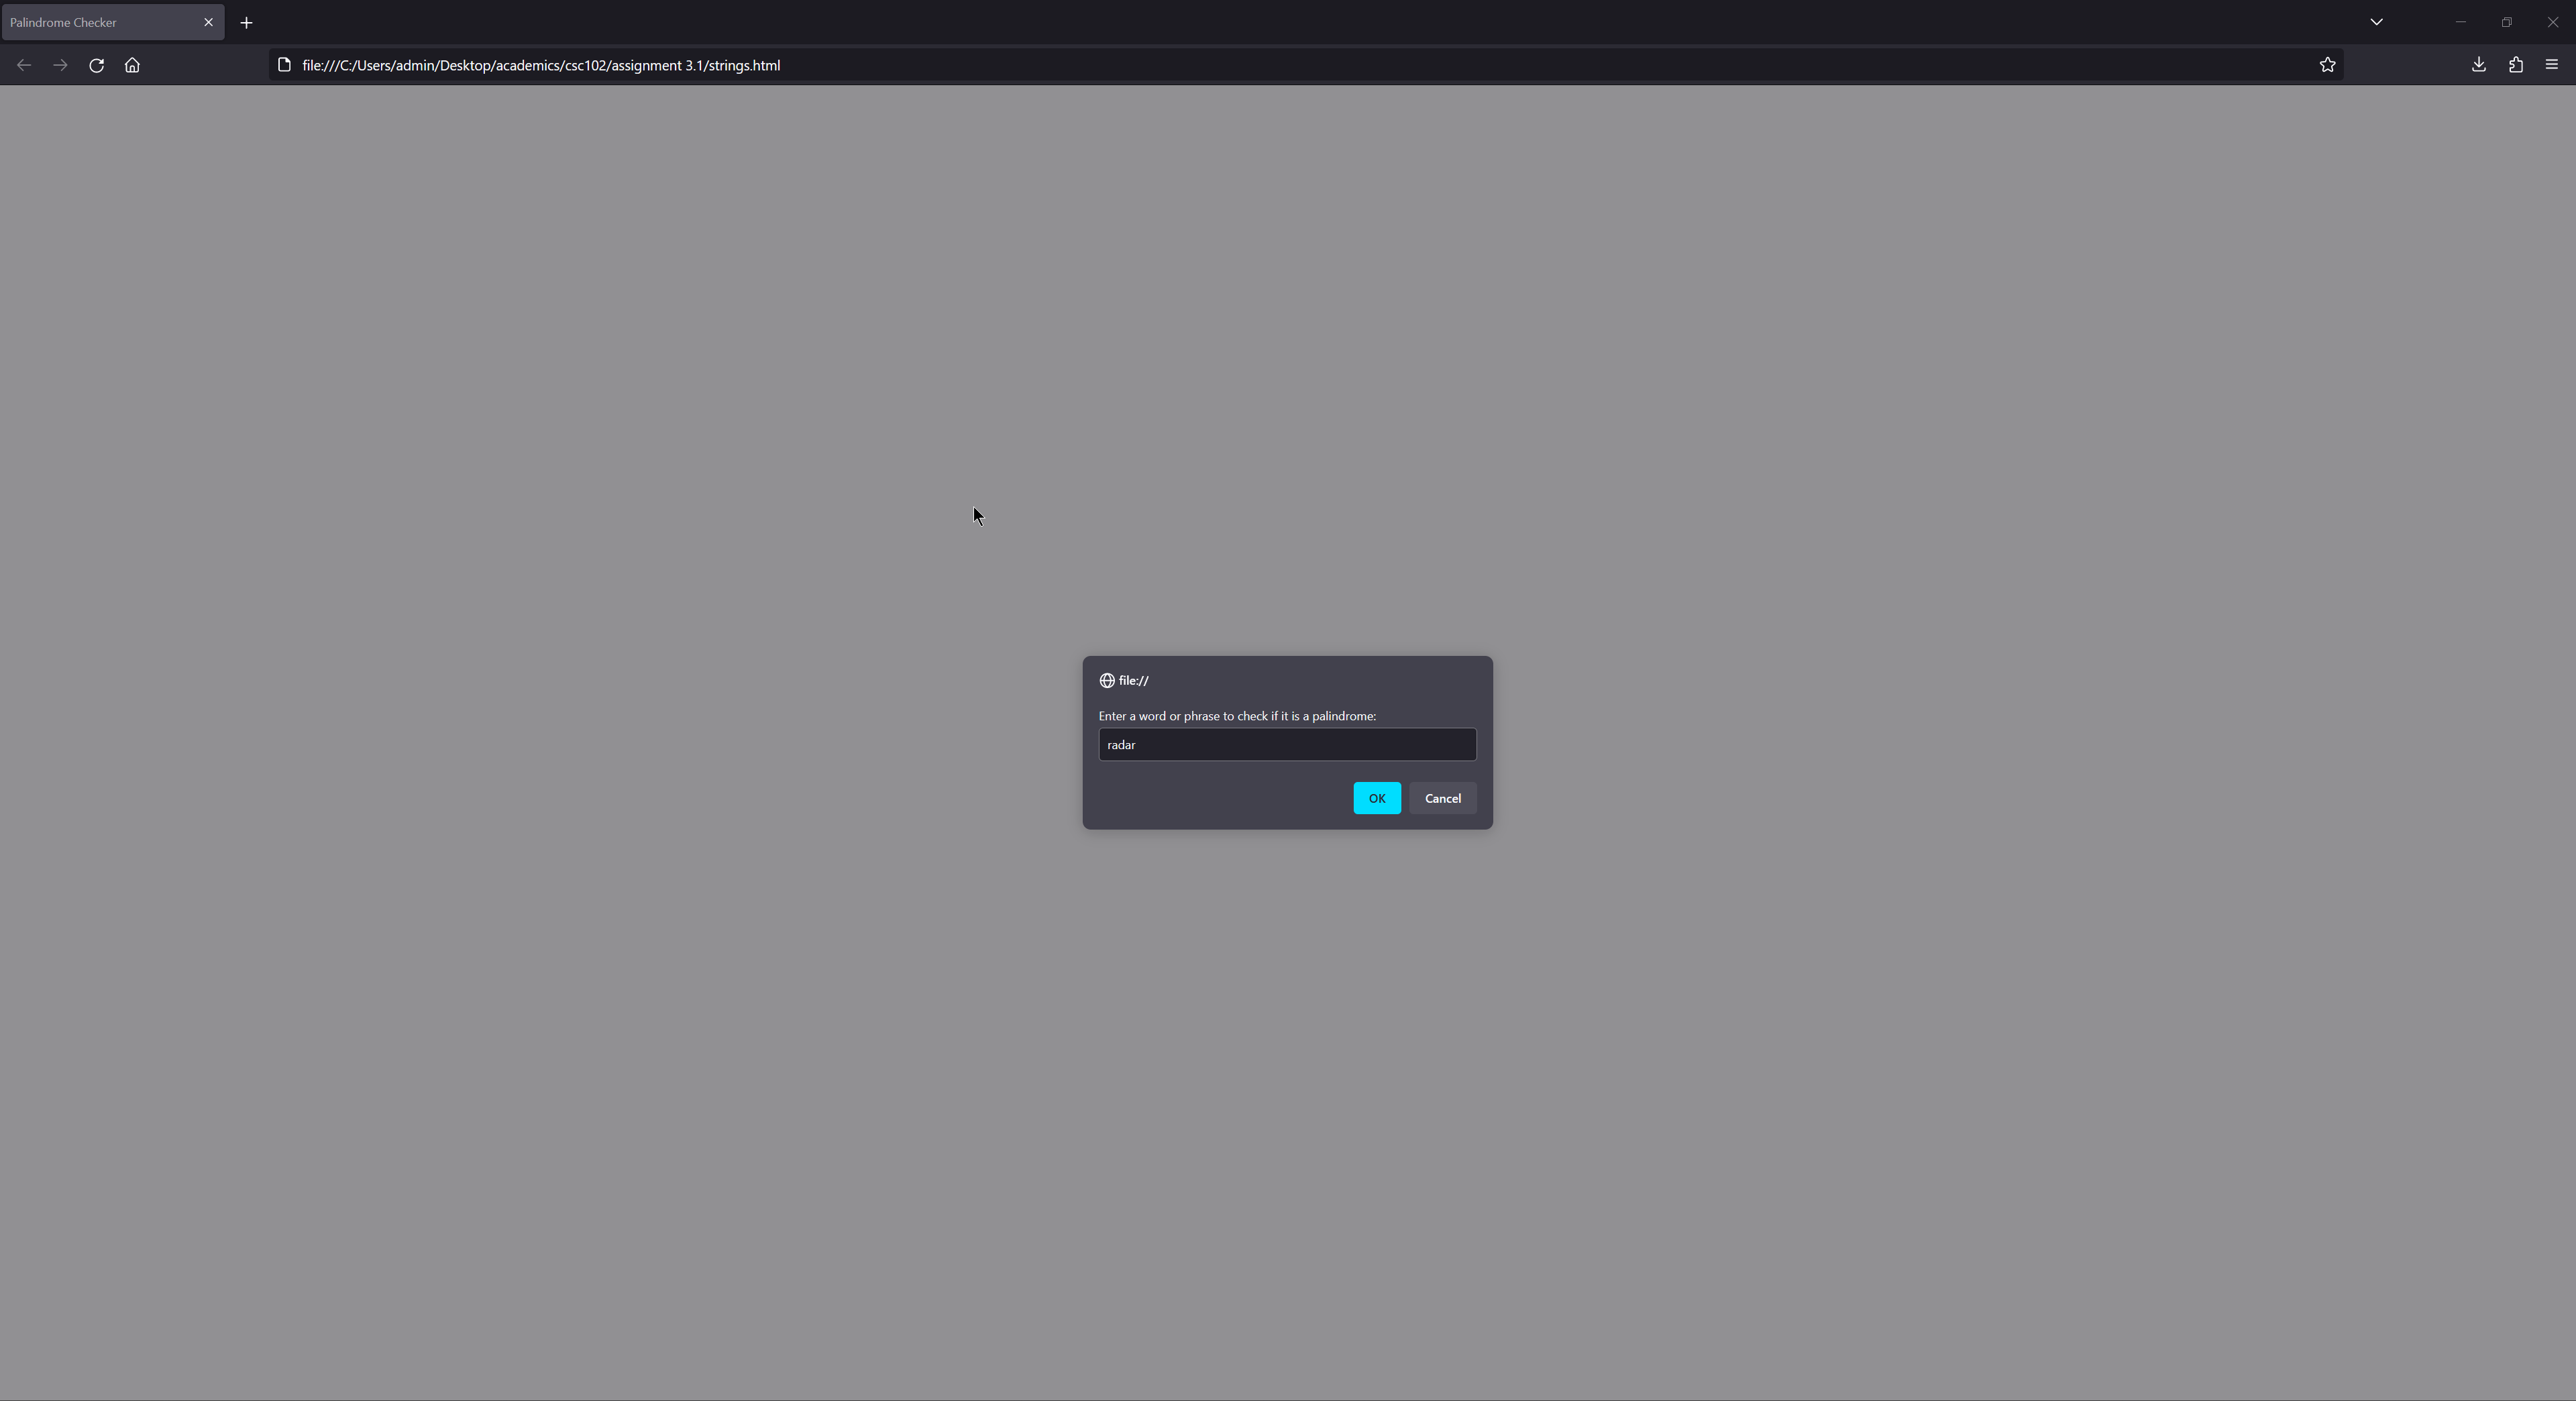 Palindrome Checker
file:///C:/Users/admin/Desktop/academics/csc102/assignment 3.1/strings.html
file://
Enter a word or phrase to check if it is a palindrome:
radar
OK Cancel